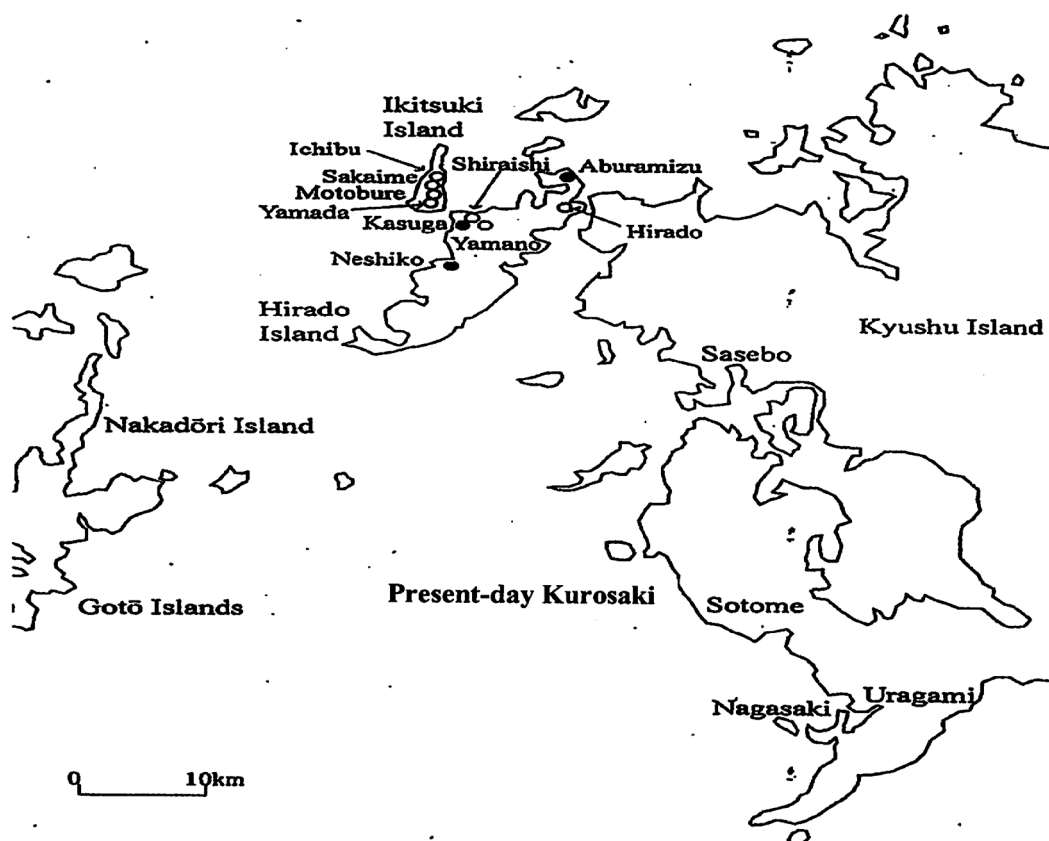 Ikitsuki
Island
Ichibu
Shiraishi
Aburamizu
Sakaime
Motobure
Yamada
Kasuga
Hirado
Yamano
Neshiko
Hirado
Island
Kyushu Island
Sasebo
Nakadōri Island
Present-day Kurosaki
Sotome
Gotō Islands
Uragami
Nagasaki
0 10km